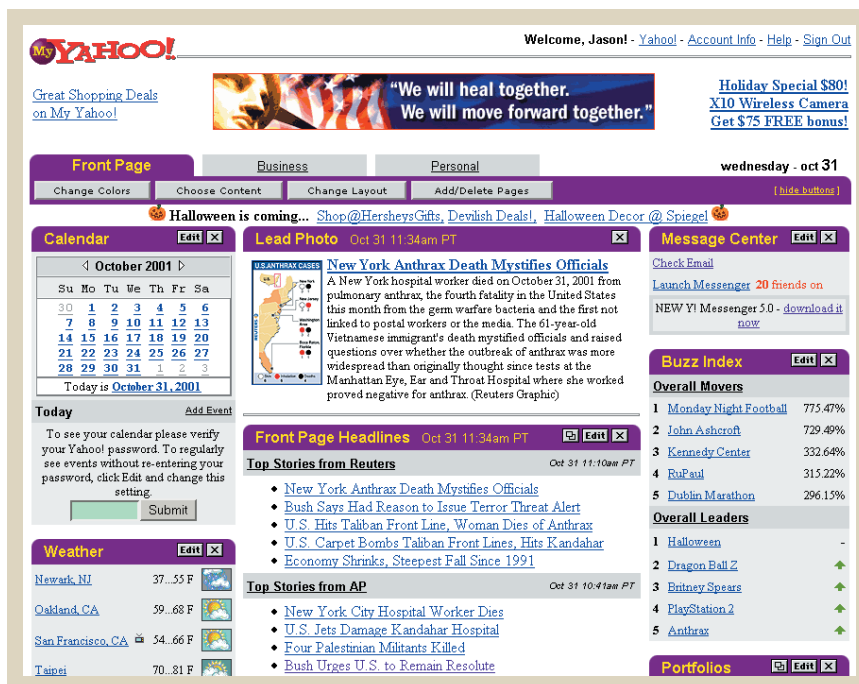 My YAHOO!
Welcome, Jason! - Yahoo! - Account Info - Help - Sign Out
Great Shopping Deals
on My Yahoo!
“We will heal together.
We will move forward together.”
Holiday Special $80!
X10 Wireless Camera
Get $75 FREE bonus!
Front Page
Business
Personal
wednesday - oct 31
Change Colors
Choose Content
Change Layout
Add/Delete Pages
[ hide buttons ]
Halloween is coming... Shop@HersheysGifts, Devilish Deals!, Halloween Decor @ Spiegel
Calendar Edit X
October 2001
Su Mo Tu We Th Fr Sa
30 1 2 3 4 5 6
7 8 9 10 11 12 13
14 15 16 17 18 19 20
21 22 23 24 25 26 27
28 29 30 31 1 2 3
Today is October 31, 2001
Today Add Event
To see your calendar please verify
your Yahoo! password. To regularly
see events without re-entering your
password, click Edit and change this
setting.
Submit
Weather Edit X
Newark, NJ 37...55 F
Oakland, CA 59...68 F
San Francisco, CA 54...66 F
Taipei 70...81 F
Lead Photo Oct 31 11:34am PT X
U.S. ANTHRAX CASES
New York
New Jersey
Washington
Area
Boca Raton,
Florida
REUTERS
New York Anthrax Death Mystifies Officials
A New York hospital worker died on October 31, 2001 from
pulmonary anthrax, the fourth fatality in the United States
this month from the germ warfare bacteria and the first not
linked to postal workers or the media. The 61-year-old
Vietnamese immigrant's death mystified officials and raised
questions over whether the outbreak of anthrax was more
widespread than originally thought since tests at the
Manhattan Eye, Ear and Throat Hospital where she worked
proved negative for anthrax. (Reuters Graphic)
Front Page Headlines Oct 31 11:34am PT Edit X
Top Stories from Reuters Oct 31 11:10am PT
New York Anthrax Death Mystifies Officials
Bush Says Had Reason to Issue Terror Threat Alert
U.S. Hits Taliban Front Line, Woman Dies of Anthrax
U.S. Carpet Bombs Taliban Front Lines, Hits Kandahar
Economy Shrinks, Steepest Fall Since 1991
Top Stories from AP Oct 31 10:41am PT
New York City Hospital Worker Dies
U.S. Jets Damage Kandahar Hospital
Four Palestinian Militants Killed
Bush Urges U.S. to Remain Resolute
Message Center Edit X
Check Email
Launch Messenger 20 friends on
NEW Y! Messenger 5.0 - download it
now
Buzz Index Edit X
Overall Movers
1 Monday Night Football 775.47%
2 John Ashcroft 729.49%
3 Kennedy Center 332.64%
4 RuPaul 315.22%
5 Dublin Marathon 296.15%
Overall Leaders
1 Halloween -
2 Dragon Ball Z
3 Britney Spears
4 PlayStation 2
5 Anthrax
Portfolios Edit X